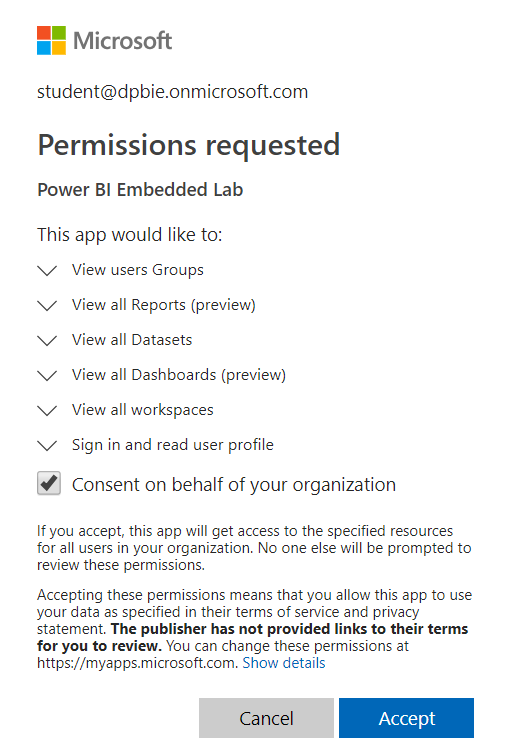 Microsoft
student@dpbie.onmicrosoft.com
Permissions requested
Power BI Embedded Lab
This app would like to:
View users Groups
View all Reports (preview)
View all Datasets
View all Dashboards (preview)
View all workspaces
Sign in and read user profile
Consent on behalf of your organization
If you accept, this app will get access to the specified resources
for all users in your organization. No one else will be prompted to
review these permissions.
Accepting these permissions means that you allow this app to use
your data as specified in their terms of service and privacy
statement. The publisher has not provided links to their terms
for you to review. You can change these permissions at
https://myapps.microsoft.com. Show details
Cancel
Accept